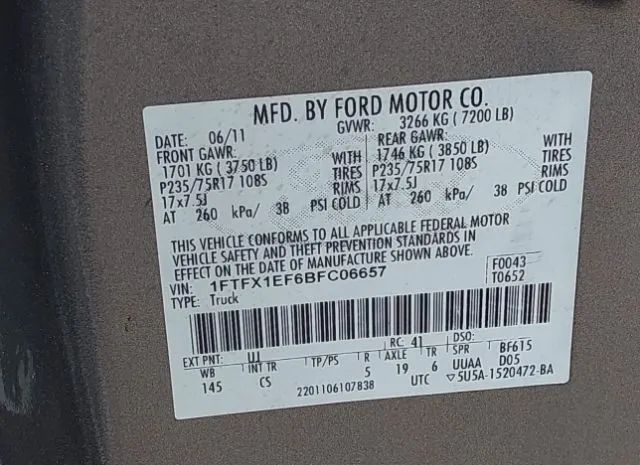 MFD. BY FORD MOTOR CO.
DATE: 06/11 GVWR: 3266 KG ( 7200 LB)
FRONT GAWR: REAR GAWR:
1701 KG ( 3750 LB) WITH 1746 KG ( 3850 LB) WITH
P235/75R17 108S TIRES P235/75R17 108S TIRES
17x7.5J RIMS 17x7.5J RIMS
AT 260 kPa/ 38 PSI COLD AT 260 kPa/ 38 PSI COLD
THIS VEHICLE CONFORMS TO ALL APPLICABLE FEDERAL MOTOR
VEHICLE SAFETY AND THEFT PREVENTION STANDARDS IN
EFFECT ON THE DATE OF MANUFACTURE SHOWN ABOVE.
VIN: 1FTFX1EF6BFC06657 F0043
TYPE: Truck T0652
EXT PNT: UJ RC: 41 DSO:
WB INT TR TP/PS R AXLE TR SPR BF615
145 CS 5 19 6 UUAA D05
2201106107838 UTC ▽5U5A-1520472-BA